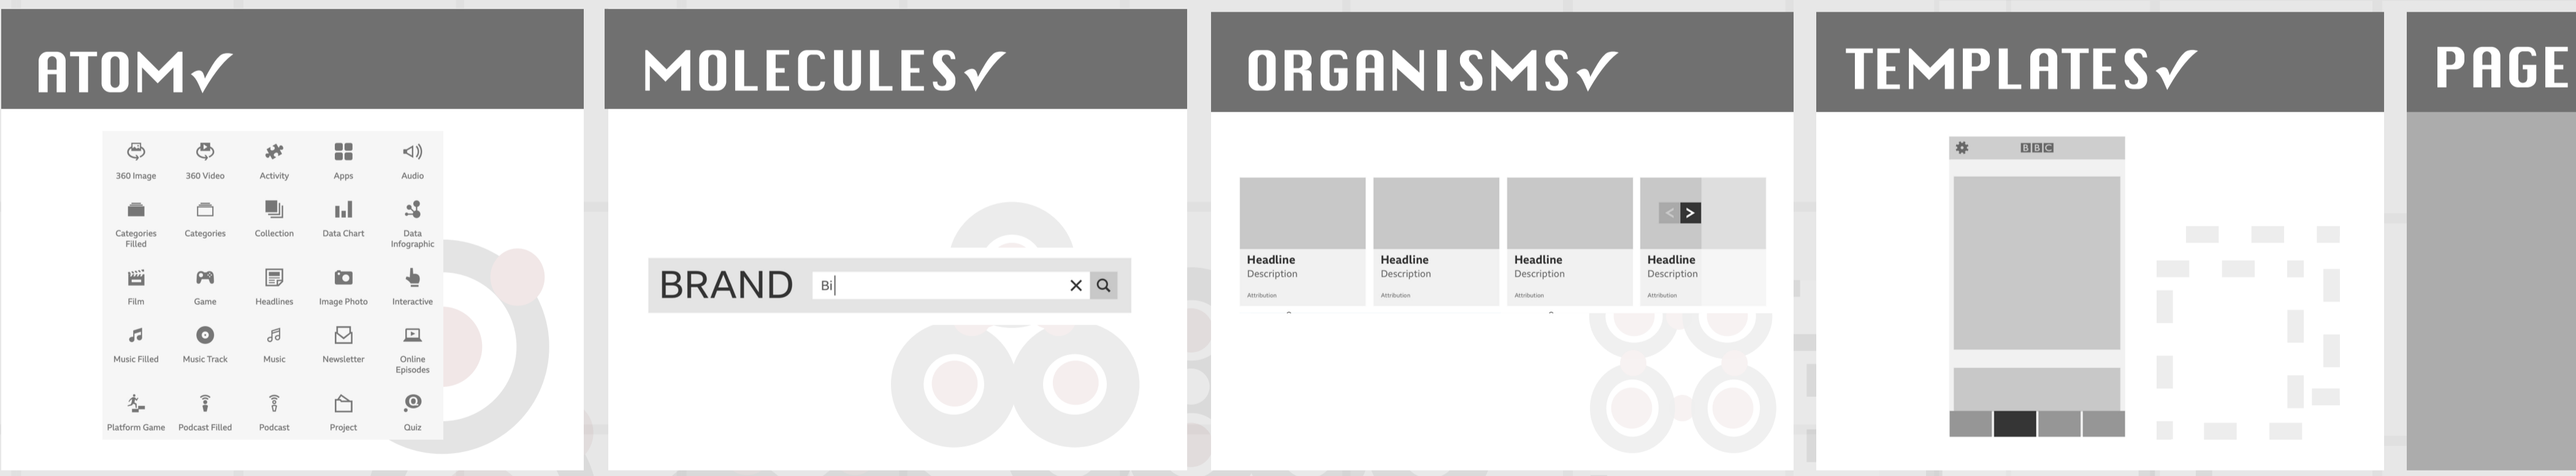 ATOM
360 Image
360 Video
Activity
Apps
Audio
Categories
Filled
Categories
Collection
Data Chart
Data
Infographic
Film
Game
Headlines
Image Photo
Interactive
Music Filled
Music Track
Music
Newsletter
Online
Episodes
Platform Game
Podcast Filled
Podcast
Project
Quiz
MOLECULES
BRAND
Bi
ORGANISMS
Headline
Description
Attribution
Headline
Description
Attribution
Headline
Description
Attribution
Headline
Description
Attribution
TEMPLATES
BBC
PAGE